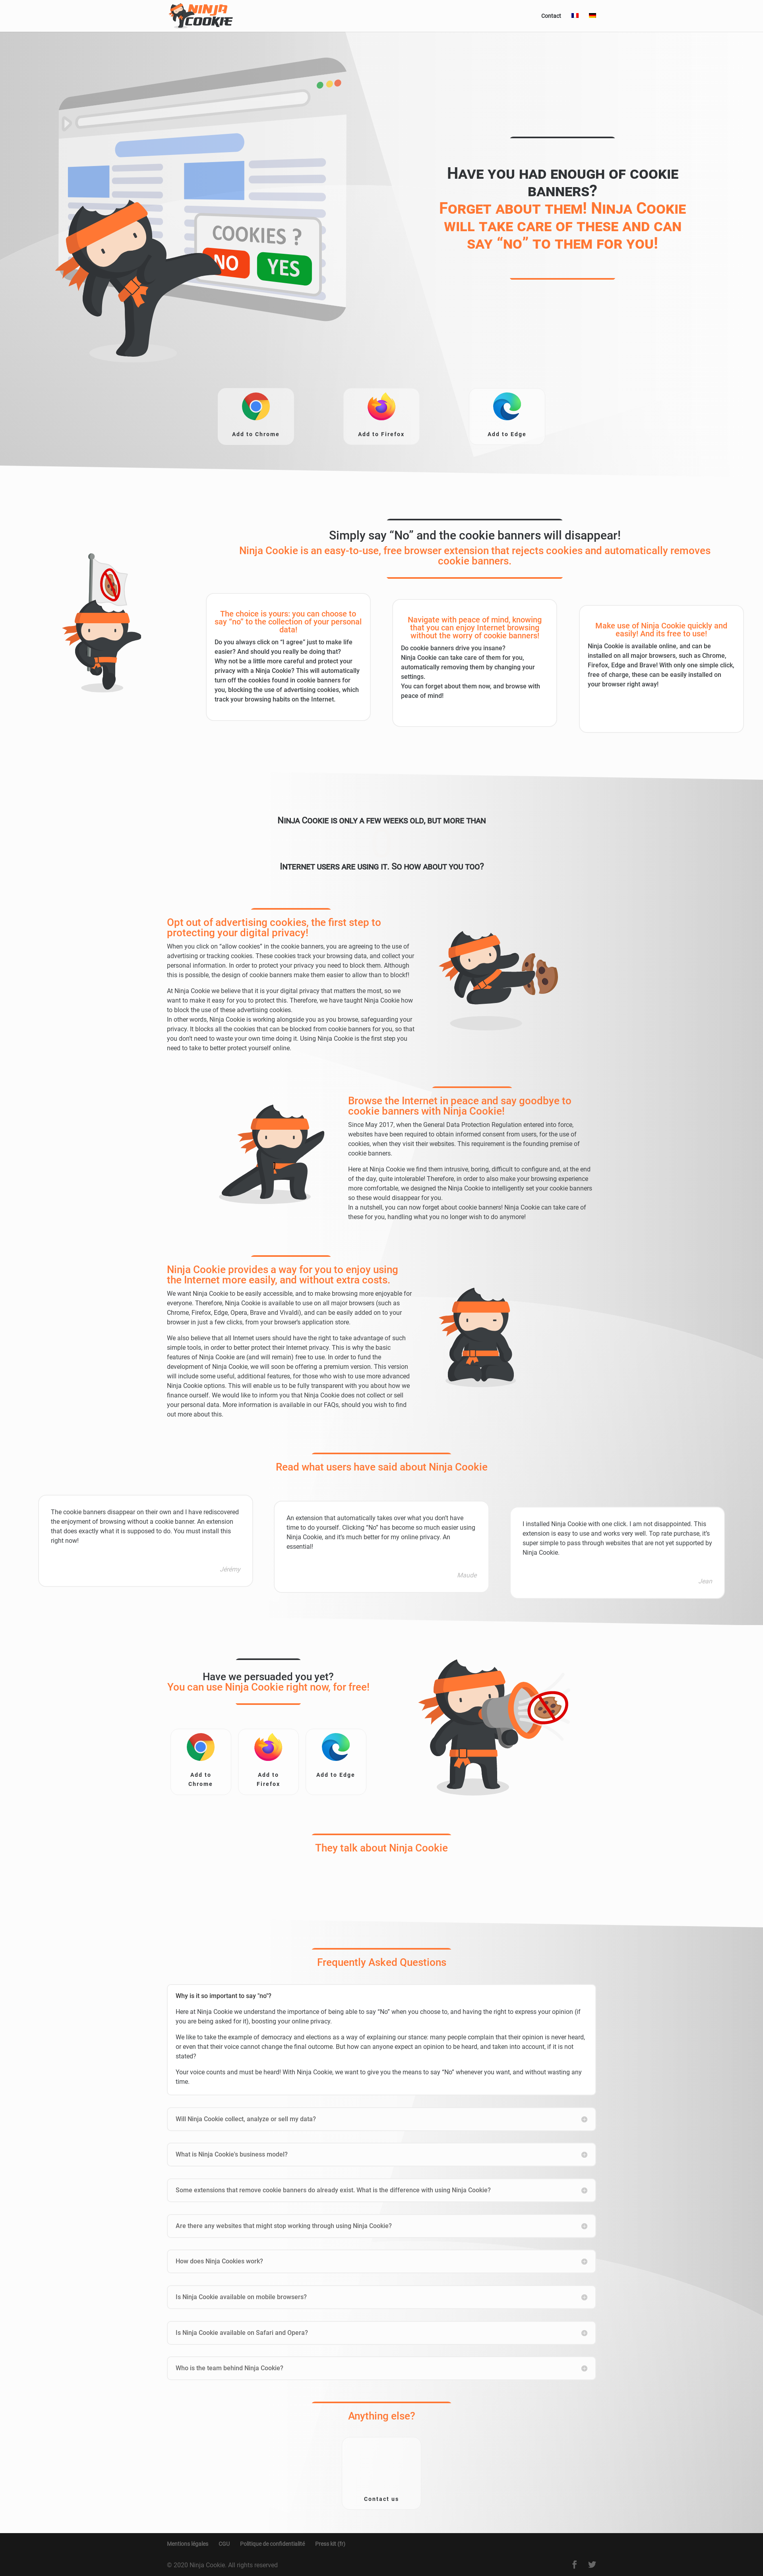 NINJA
COOKIE
Contact
COOKIES ?
NO
YES
Have you had enough of cookie
banners?
Forget about them! Ninja Cookie
will take care of these and can
say “no” to them for you!
Add to Chrome
Add to Firefox
Add to Edge
Simply say “No” and the cookie banners will disappear!
Ninja Cookie is an easy-to-use, free browser extension that rejects cookies and automatically removes
cookie banners.
The choice is yours: you can choose to
say “no” to the collection of your personal
data!
Do you always click on “I agree” just to make life
easier? And should you really be doing that?
Why not be a little more careful and protect your
privacy with a Ninja Cookie? This will automatically
turn off the cookies found in cookie banners for
you, blocking the use of advertising cookies, which
track your browsing habits on the Internet.
Navigate with peace of mind, knowing
that you can enjoy Internet browsing
without the worry of cookie banners!
Do cookie banners drive you insane?
Ninja Cookie can take care of them for you,
automatically removing them by changing your
settings.
You can forget about them now, and browse with
peace of mind!
Make use of Ninja Cookie quickly and
easily! And its free to use!
Ninja Cookie is available online, and can be
installed on all major browsers, such as Chrome,
Firefox, Edge and Brave! With only one simple click,
free of charge, these can be easily installed on
your browser right away!
Ninja Cookie is only a few weeks old, but more than
Internet users are using it. So how about you too?
Opt out of advertising cookies, the first step to
protecting your digital privacy!
When you click on “allow cookies” in the cookie banners, you are agreeing to the use of
advertising or tracking cookies. These cookies track your browsing data, and collect your
personal information. In order to protect your privacy you need to block them. Although
this is possible, the design of cookie banners make them easier to allow than to block!!
At Ninja Cookie we believe that it is your digital privacy that matters the most, so we
want to make it easy for you to protect this. Therefore, we have taught Ninja Cookie how
to block the use of these advertising cookies.
In other words, Ninja Cookie is working alongside you as you browse, safeguarding your
privacy. It blocks all the cookies that can be blocked from cookie banners for you, so that
you don’t need to waste your own time doing it. Using Ninja Cookie is the first step you
need to take to better protect yourself online.
Browse the Internet in peace and say goodbye to
cookie banners with Ninja Cookie!
Since May 2017, when the General Data Protection Regulation entered into force,
websites have been required to obtain informed consent from users, for the use of
cookies, when they visit their websites. This requirement is the founding premise of
cookie banners.
Here at Ninja Cookie we find them intrusive, boring, difficult to configure and, at the end
of the day, quite intolerable! Therefore, in order to also make your browsing experience
more comfortable, we designed the Ninja Cookie to intelligently set your cookie banners
so these would disappear for you.
In a nutshell, you can now forget about cookie banners! Ninja Cookie can take care of
these for you, handling what you no longer wish to do anymore!
Ninja Cookie provides a way for you to enjoy using
the Internet more easily, and without extra costs.
We want Ninja Cookie to be easily accessible, and to make browsing more enjoyable for
everyone. Therefore, Ninja Cookie is available to use on all major browsers (such as
Chrome, Firefox, Edge, Opera, Brave and Vivaldi), and can be easily added on to your
browser in just a few clicks, from your browser’s application store.
We also believe that all Internet users should have the right to take advantage of such
simple tools, in order to better protect their Internet privacy. This is why the basic
features of Ninja Cookie are (and will remain) free to use. In order to fund the
development of Ninja Cookie, we will soon be offering a premium version. This version
will include some useful, additional features, for those who wish to use more advanced
Ninja Cookie options. This will enable us to be fully transparent with you about how we
finance ourself. We would like to inform you that Ninja Cookie does not collect or sell
your personal data. More information is available in our FAQs, should you wish to find
out more about this.
Read what users have said about Ninja Cookie
The cookie banners disappear on their own and I have rediscovered
the enjoyment of browsing without a cookie banner. An extension
that does exactly what it is supposed to do. You must install this
right now!
Jérémy
An extension that automatically takes over what you don’t have
time to do yourself. Clicking “No” has become so much easier using
Ninja Cookie, and it’s much better for my online privacy. An
essential!
Maude
I installed Ninja Cookie with one click. I am not disappointed. This
extension is easy to use and works very well. Top rate purchase, it’s
super simple to pass through websites that are not yet supported by
Ninja Cookie.
Jean
Have we persuaded you yet?
You can use Ninja Cookie right now, for free!
Add to
Chrome
Add to
Firefox
Add to Edge
They talk about Ninja Cookie
Frequently Asked Questions
Why is it so important to say "no"?
Here at Ninja Cookie we understand the importance of being able to say “No” when you choose to, and having the right to express your opinion (if
you are being asked for it), boosting your online privacy.
We like to take the example of democracy and elections as a way of explaining our stance: many people complain that their opinion is never heard,
or even that their voice cannot change the final outcome. But how can anyone expect an opinion to be heard, and taken into account, if it is not
stated?
Your voice counts and must be heard! With Ninja Cookie, we want to give you the means to say “No” whenever you want, and without wasting any
time.
Will Ninja Cookie collect, analyze or sell my data?
What is Ninja Cookie's business model?
Some extensions that remove cookie banners do already exist. What is the difference with using Ninja Cookie?
Are there any websites that might stop working through using Ninja Cookie?
How does Ninja Cookies work?
Is Ninja Cookie available on mobile browsers?
Is Ninja Cookie available on Safari and Opera?
Who is the team behind Ninja Cookie?
Anything else?
Contact us
Mentions légales
CGU
Politique de confidentialité
Press kit (fr)
© 2020 Ninja Cookie. All rights reserved